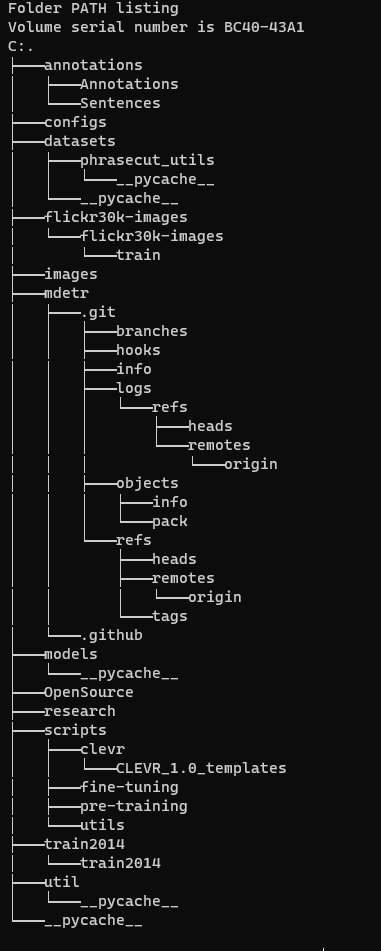 Folder PATH listing
Volume serial number is BC40-43A1
C:.
├───annotations
│   ├───Annotations
│   └───Sentences
├───configs
├───datasets
│   ├───phrasecut_utils
│   │   └───__pycache__
│   └───__pycache__
├───flickr30k-images
│   └───flickr30k-images
│       └───train
├───images
├───mdetr
│   ├───.git
│   │   ├───branches
│   │   ├───hooks
│   │   ├───info
│   │   ├───logs
│   │   │   └───refs
│   │   │       ├───heads
│   │   │       └───remotes
│   │   │           └───origin
│   │   ├───objects
│   │   │   ├───info
│   │   │   └───pack
│   │   └───refs
│   │       ├───heads
│   │       ├───remotes
│   │       │   └───origin
│   │       └───tags
│   └───.github
├───models
│   └───__pycache__
├───OpenSource
├───research
├───scripts
│   ├───clevr
│   │   └───CLEVR_1.0_templates
│   ├───fine-tuning
│   ├───pre-training
│   └───utils
├───train2014
│   └───train2014
├───util
│   └───__pycache__
└───__pycache__